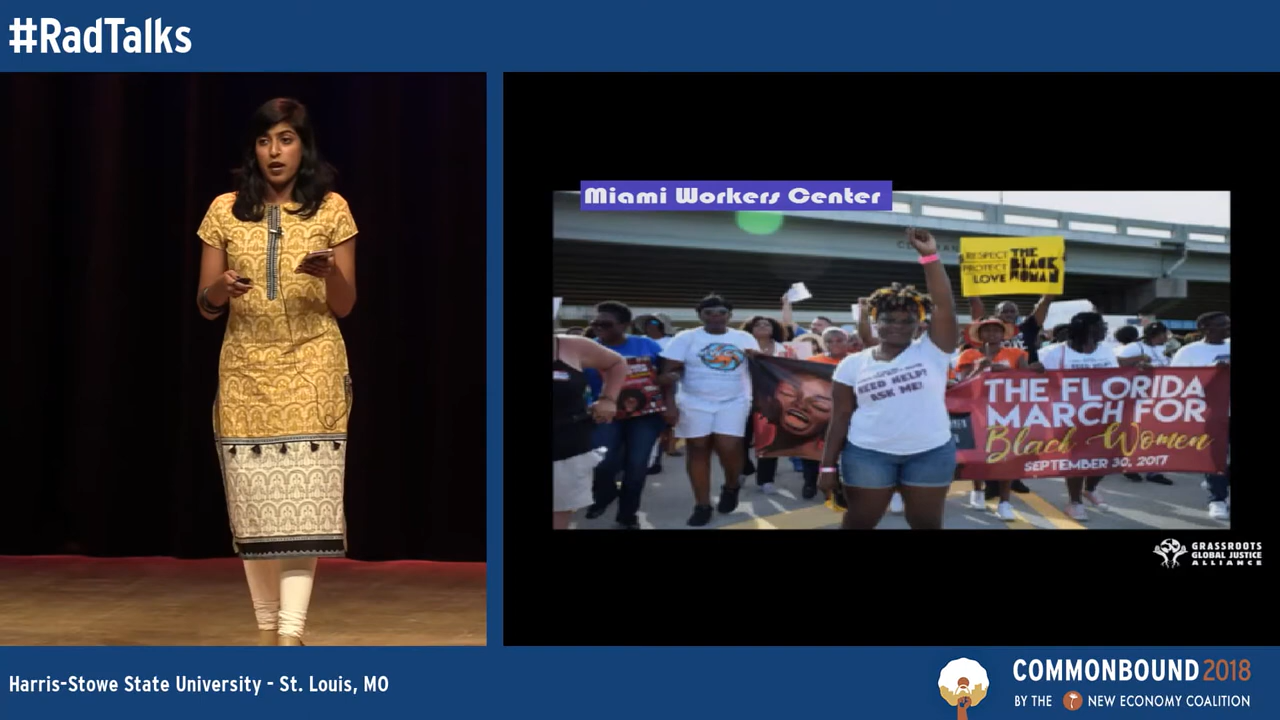 #RadTalks
Miami Workers Center
RESPECT
PROTECT
LOVE
THE
BLACK
WOMAN
NEED HELP?
ASK ME!
THE FLORIDA
MARCH FOR
Black Women
SEPTEMBER 30, 2017
GRASSROOTS
GLOBAL JUSTICE
ALLIANCE
Harris-Stowe State University - St. Louis, MO
COMMONBOUND 2018
BY THE NEW ECONOMY COALITION